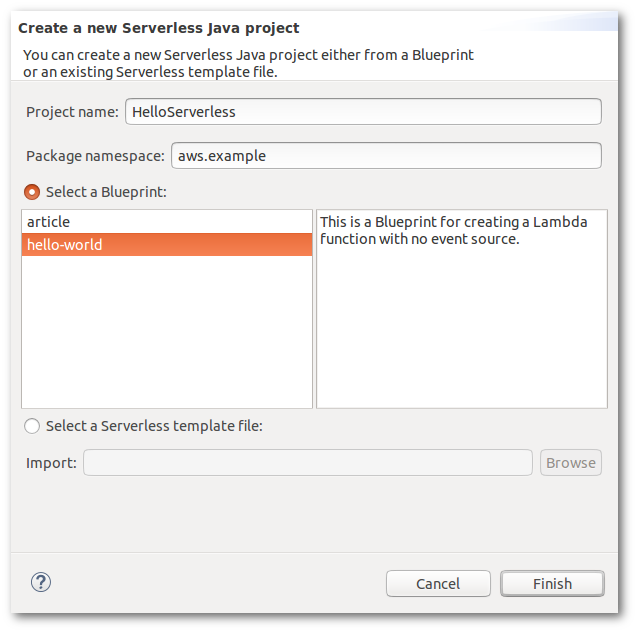 Create a new Serverless Java project
You can create a new Serverless Java project either from a Blueprint
or an existing Serverless template file.
Project name: HelloServerless
Package namespace: aws.example
Select a Blueprint:
article
hello-world
This is a Blueprint for creating a Lambda
function with no event source.
Select a Serverless template file:
Import: Browse
? Cancel Finish